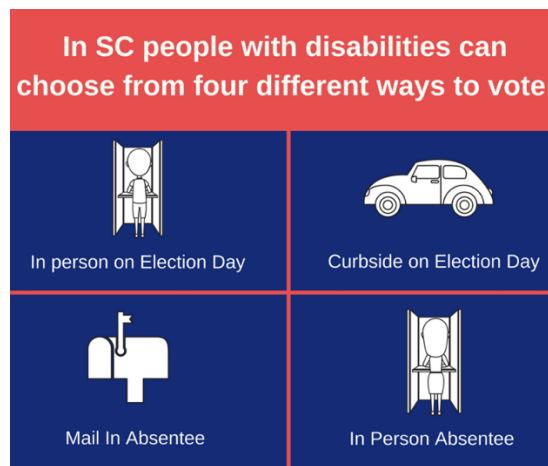 In SC people with disabilities can
choose from four different ways to vote
In person on Election Day
Curbside on Election Day
Mail In Absentee
In Person Absentee